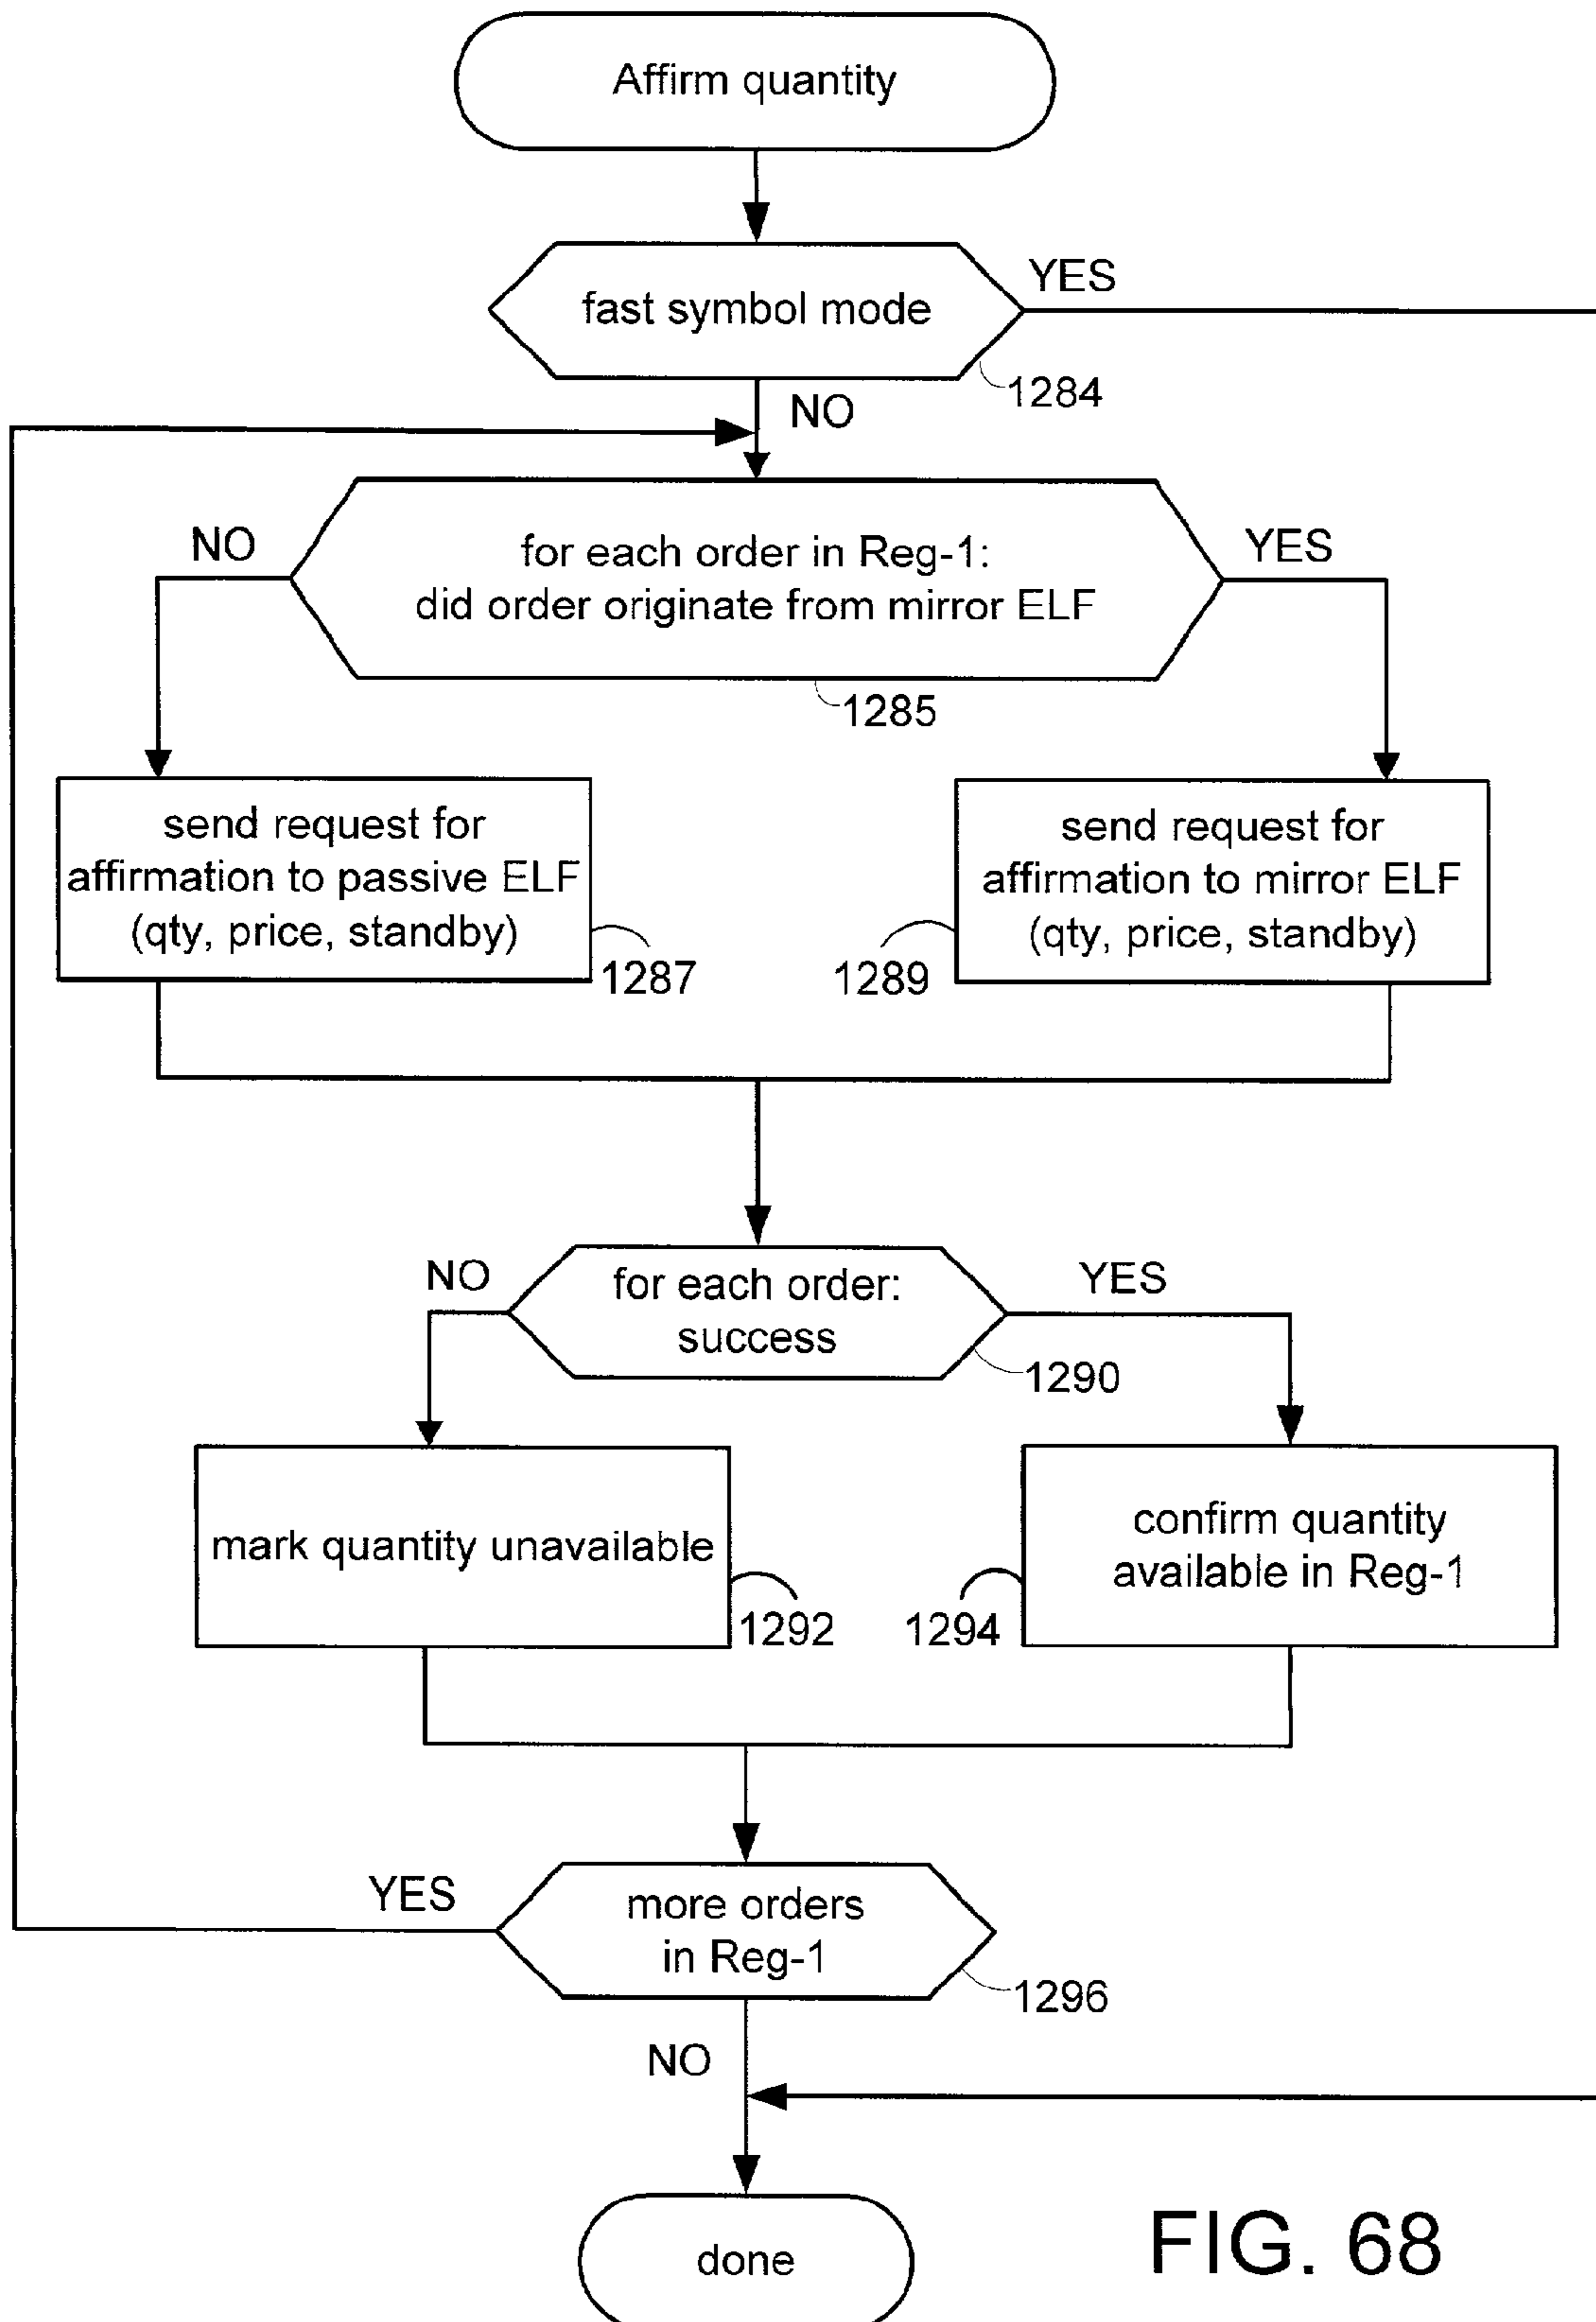 Affirm quantity
fast symbol mode
YES
1284
NO
for each order in Reg-1:
did order originate from mirror ELF
NO
YES
1285
send request for
affirmation to passive ELF
(qty, price, standby)
1287
send request for
affirmation to mirror ELF
(qty, price, standby)
1289
for each order:
success
NO
YES
1290
mark quantity unavailable
1292
confirm quantity
available in Reg-1
1294
YES
more orders
in Reg-1
1296
NO
done
FIG. 68